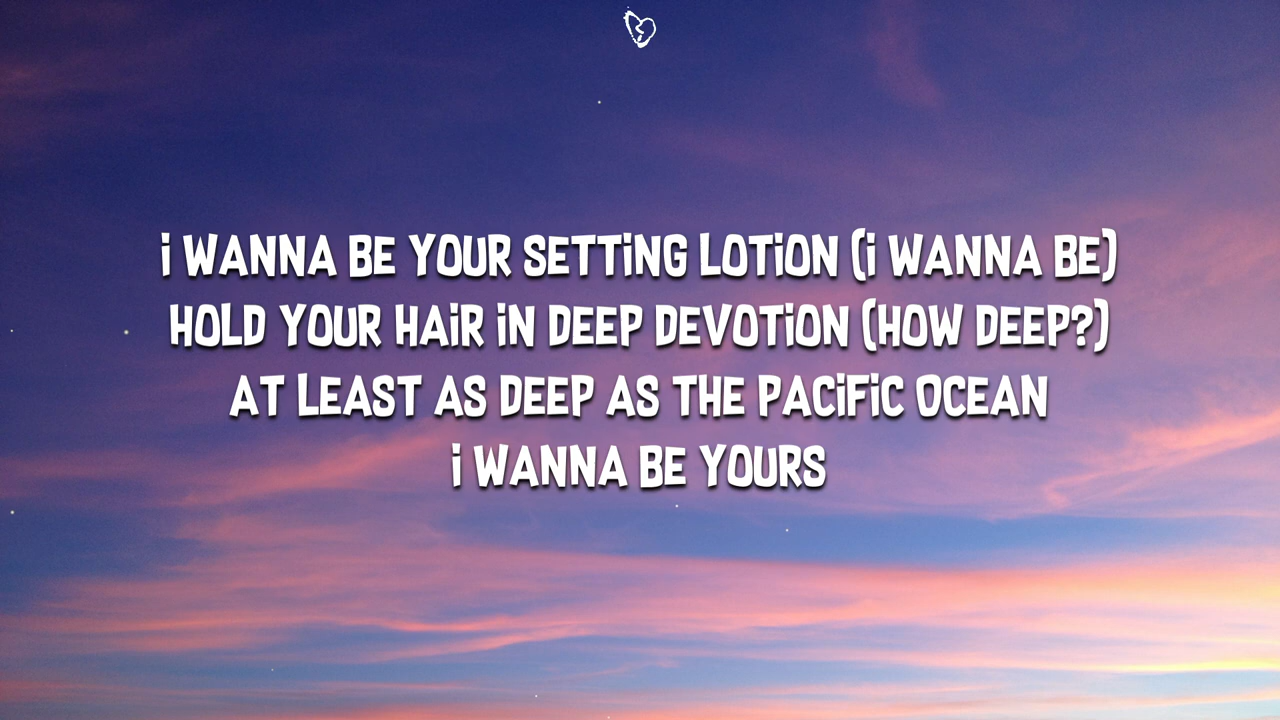 i WANNA BE YOUR SETTiNG LOTiON (i WANNA BE)
HOLD YOUR HAiR iN DEEP DEVOTiON (HOW DEEP?)
AT LEAST AS DEEP AS THE PACiFiC OCEAN
i WANNA BE YOURS